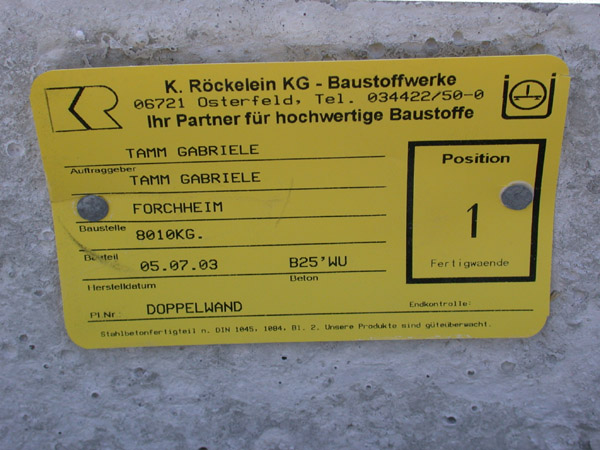 KR
K. Röckelein KG - Baustoffwerke
06721 Osterfeld, Tel. 034422/50-0
Ihr Partner für hochwertige Baustoffe
TAMM GABRIELE
Auftraggeber
TAMM GABRIELE
FORCHHEIM
Baustelle
8010KG.
Bauteil
05.07.03 B25'WU
Herstelldatum Beton
Pl.Nr. DOPPELWAND
Position
1
Fertigwaende
Endkontrolle:
Stahlbetonfertigteil n. DIN 1045, 1084, Bl. 2. Unsere Produkte sind güteüberwacht.